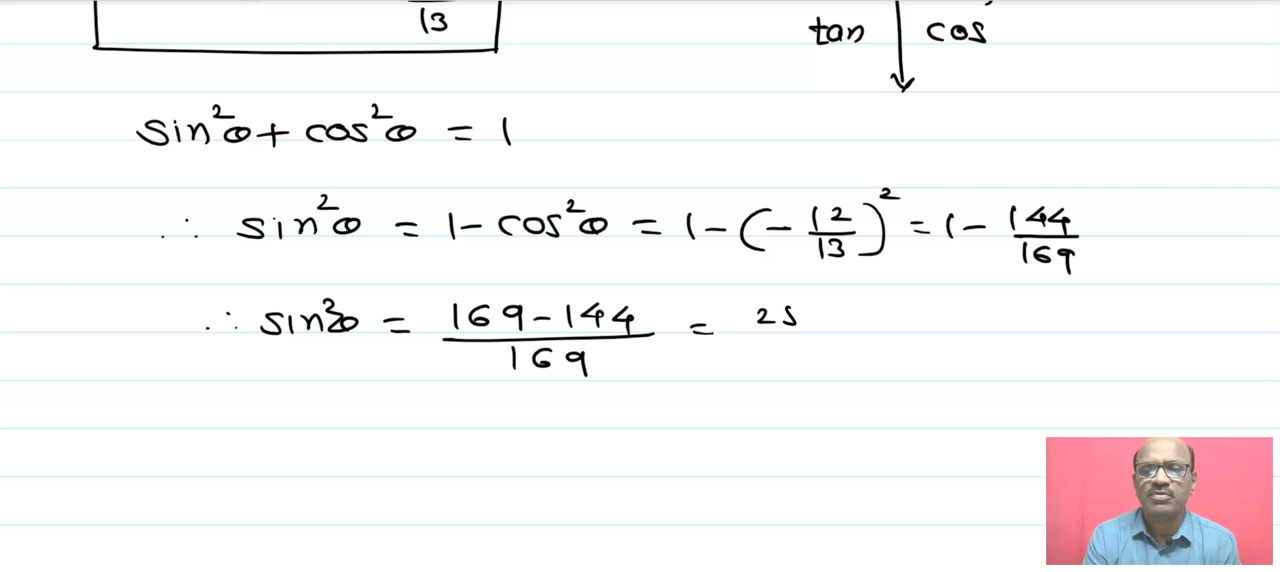 13
tan cos
sin²θ + cos²θ = 1
∴ sin²θ = 1 - cos²θ = 1 - (- 12/13)² = 1 - 144/169
∴ sin²θ = 169 - 144/169 = 25